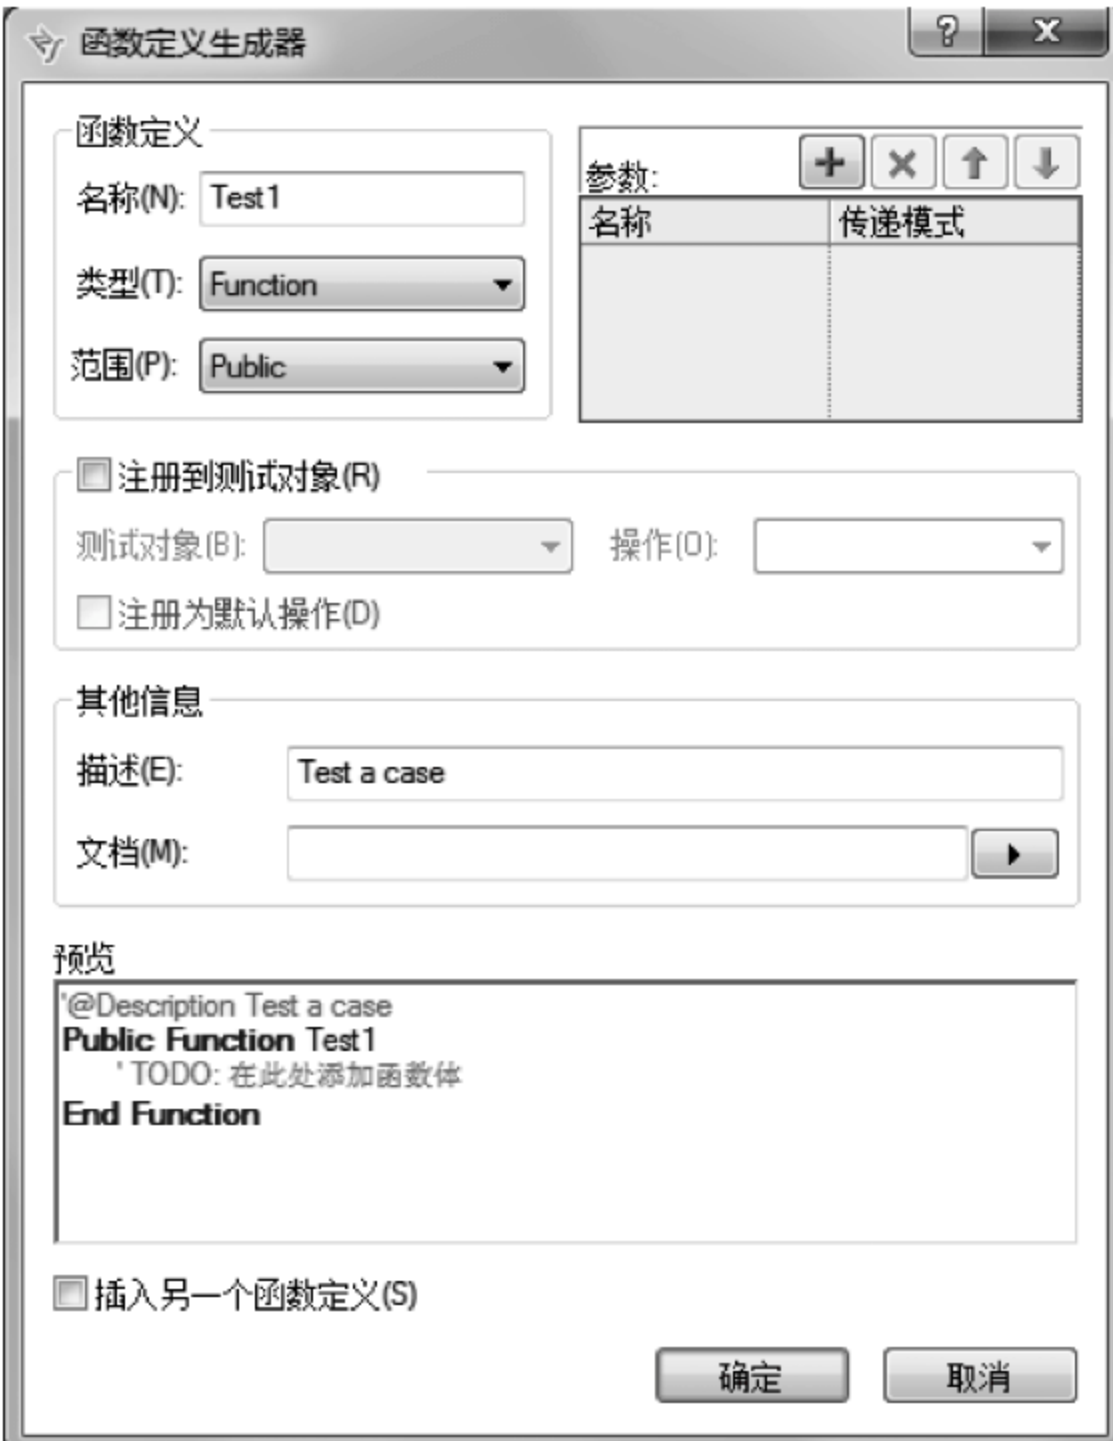 函数定义生成器
函数定义
名称(N): Test1
类型(T): Function
范围(P): Public
参数:
名称 传递模式
注册到测试对象(R)
测试对象(B): 操作(O):
注册为默认操作(D)
其他信息
描述(E): Test a case
文档(M):
预览
'@Description Test a case
Public Function Test1
' TODO: 在此处添加函数体
End Function
插入另一个函数定义(S)
确定 取消